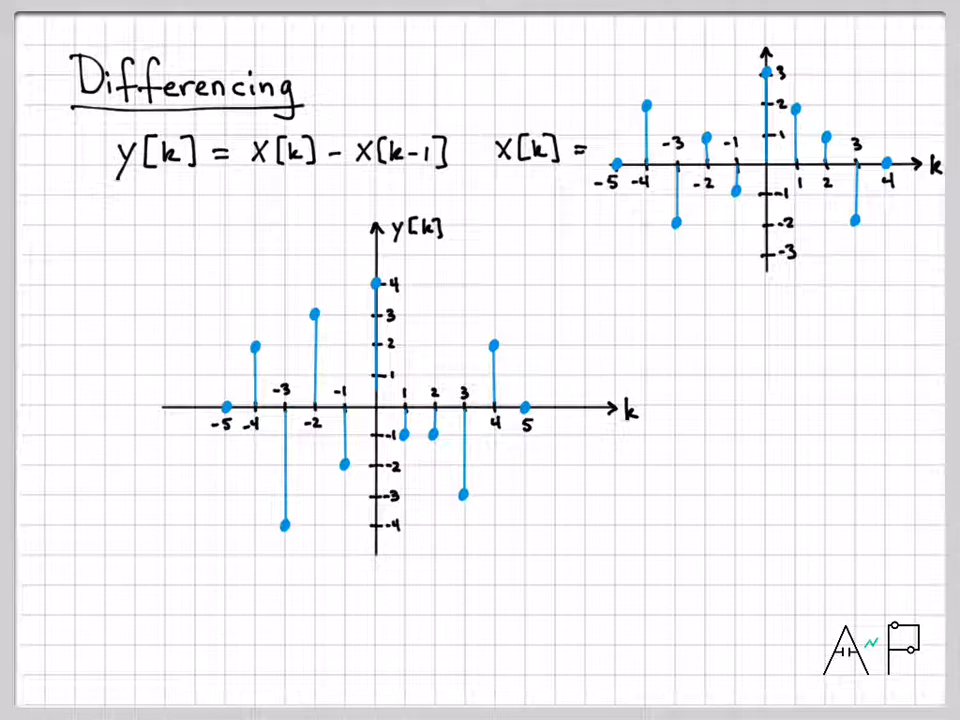 Differencing
y[k] = x[k] - x[k-1]
x[k] =
3
2
1
-3 -1 3
k
-5 -4 -2 1 2 4
-1
-2
-3
y[k]
4
3
2
1
-3 -1 1 2 3
k
-5 -4 -2 4 5
-1
-2
-3
-4